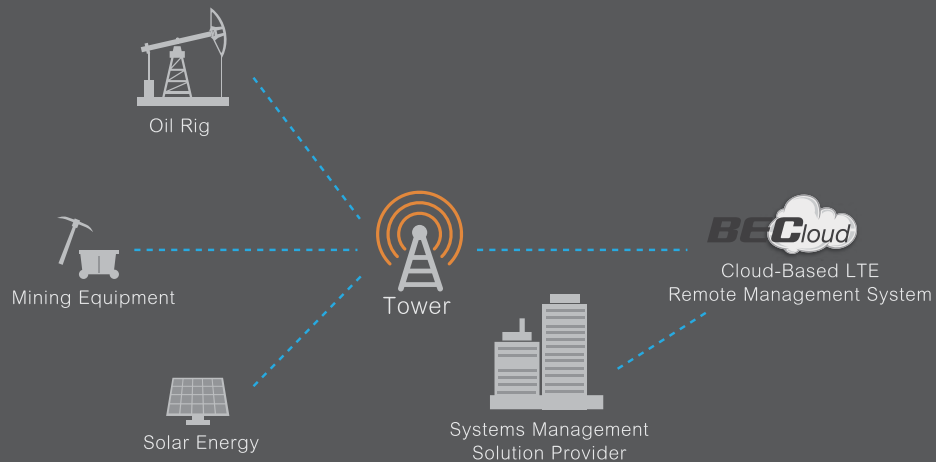 Oil Rig
Mining Equipment
Tower
BECloud
Cloud-Based LTE
Remote Management System
Solar Energy
Systems Management
Solution Provider